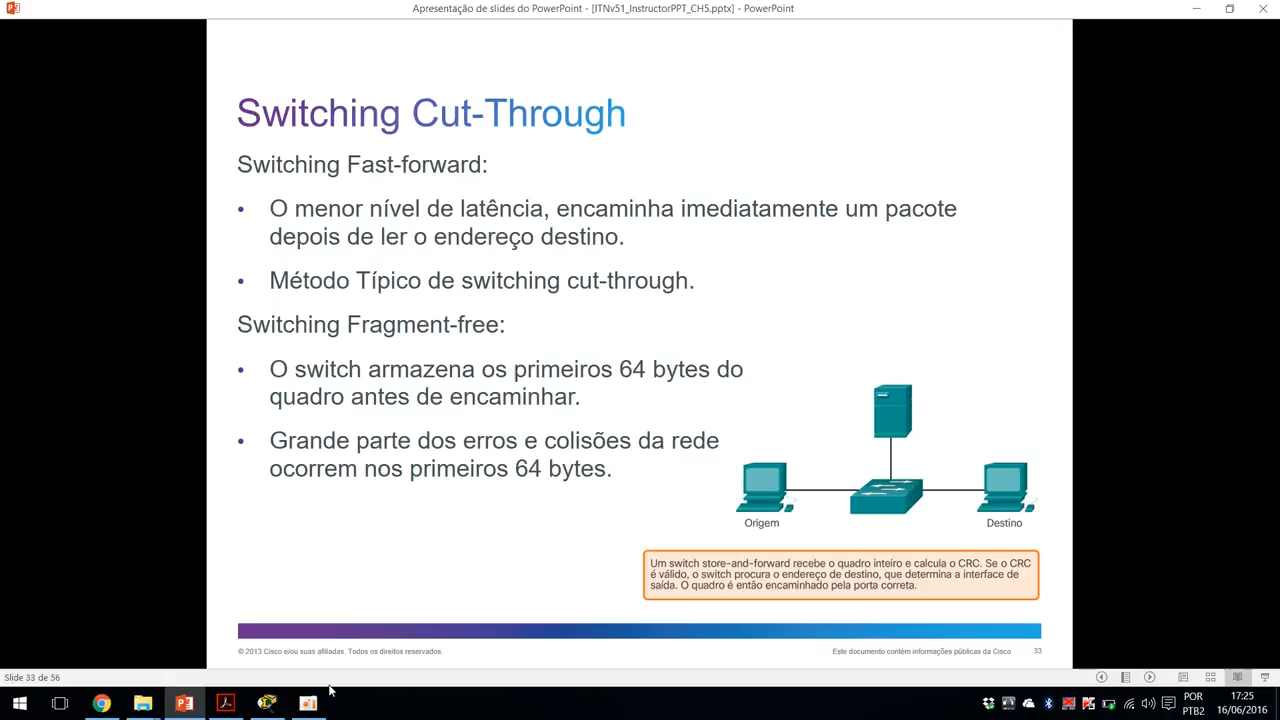 Apresentação de slides do PowerPoint - [ITNv51_InstructorPPT_CH5.pptx] - PowerPoint
Switching Cut-Through
Switching Fast-forward:
• O menor nível de latência, encaminha imediatamente um pacote
depois de ler o endereço destino.
• Método Típico de switching cut-through.
Switching Fragment-free:
• O switch armazena os primeiros 64 bytes do
quadro antes de encaminhar.
• Grande parte dos erros e colisões da rede
ocorrem nos primeiros 64 bytes.
Origem
Destino
Um switch store-and-forward recebe o quadro inteiro e calcula o CRC. Se o CRC
é válido, o switch procura o endereço de destino, que determina a interface de
saída. O quadro é então encaminhado pela porta correta.
© 2013 Cisco e/ou suas afiliadas. Todos os direitos reservados.
Este documento contém informações públicas da Cisco
33
Slide 33 de 56
POR
PTB2
17:25
16/06/2016